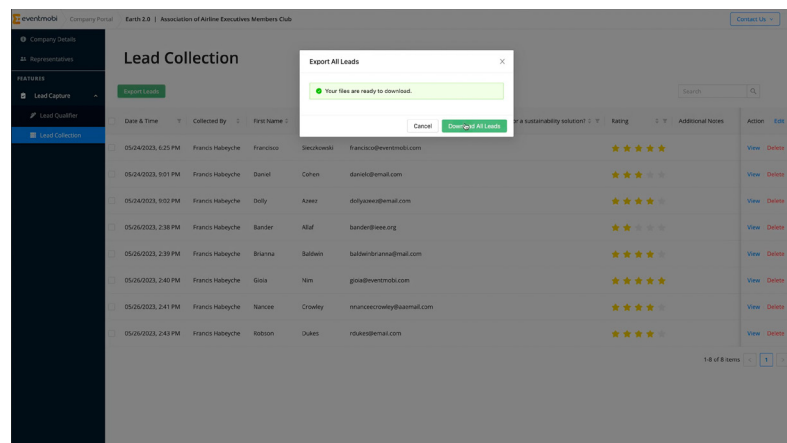 eventmobi Company Portal Earth 2.0 | Association of Airline Executives Members Club Contact Us
Company Details
Representatives
FEATURES
Lead Capture
Lead Qualifier
Lead Collection
Lead Collection
Export Leads
Search
Export All Leads
Your files are ready to download.
Cancel Download All Leads
Date & Time Collected By First Name or a sustainability solution? Rating Additional Notes Action Edit
05/24/2023, 6:25 PM Francis Habeyche Francisco Sieszkowski francisco@eventmobi.com View Delete
05/24/2023, 9:01 PM Francis Habeyche Daniel Cohen danielc@email.com View Delete
05/24/2023, 9:02 PM Francis Habeyche Dolly Azeez dollyazeez@email.com View Delete
05/26/2023, 2:38 PM Francis Habeyche Bander Allaf bander@ieee.org View Delete
05/26/2023, 2:39 PM Francis Habeyche Brianna Baldwin baldwinbrianna@mail.com View Delete
05/26/2023, 2:40 PM Francis Habeyche Gioia Nim gioia@eventmobi.com View Delete
05/26/2023, 2:41 PM Francis Habeyche Nancee Crowley View Delete
05/26/2023, 2:43 PM Francis Habeyche Robson Dukes rdukes@email.com View Delete
1-8 of 8 items 1